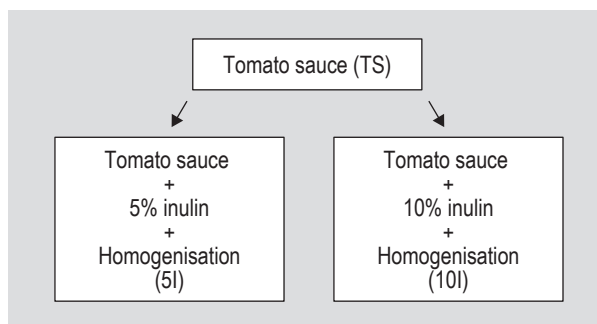 Tomato sauce (TS)
Tomato sauce
+
5% inulin
+
Homogenisation
(5I)
Tomato sauce
+
10% inulin
+
Homogenisation
(10I)